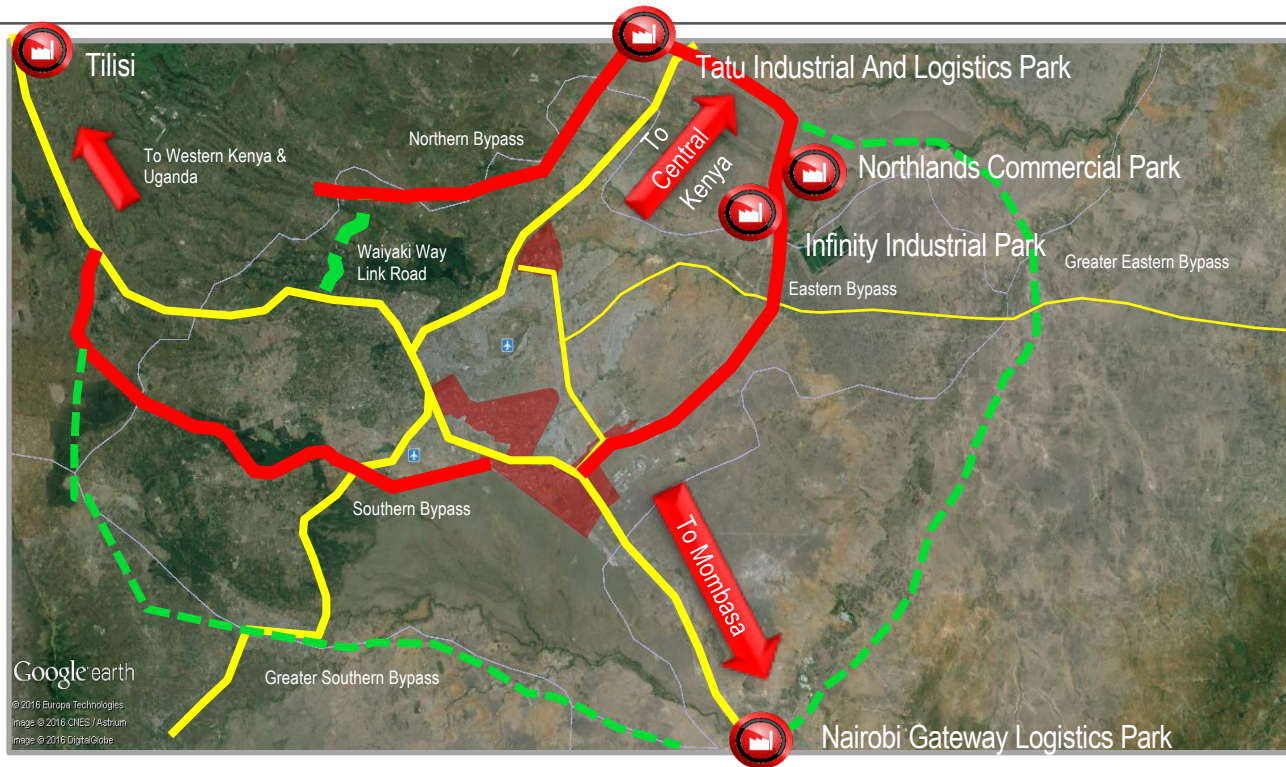 Tilisi
Tatu Industrial And Logistics Park
To Western Kenya &
Uganda
Northern Bypass
To
Central
Kenya
Northlands Commercial Park
Waiyaki Way
Link Road
Infinity Industrial Park
Greater Eastern Bypass
Eastern Bypass
Southern Bypass
To Mombasa
Greater Southern Bypass
Google earth
© 2016 Europa Technologies
Image © 2016 CNES / Astrium
Image © 2016 DigitalGlobe
Nairobi Gateway Logistics Park